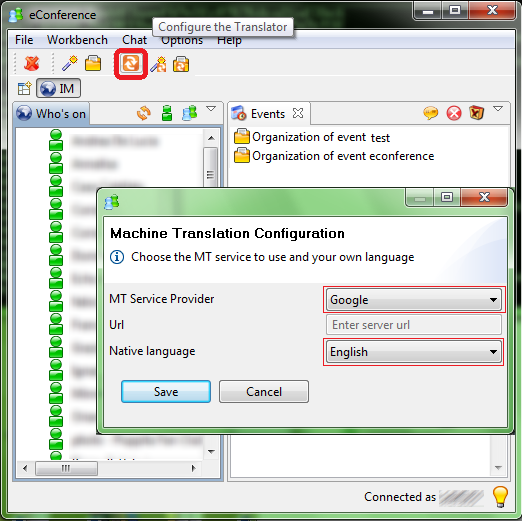 eConference
Configure the Translator
File Workbench Chat Options Help
IM
Who's on
Events
Organization of event test
Organization of event econference
Machine Translation Configuration
Choose the MT service to use and your own language
MT Service Provider Google
Url Enter server url
Native language English
Save Cancel
Connected as